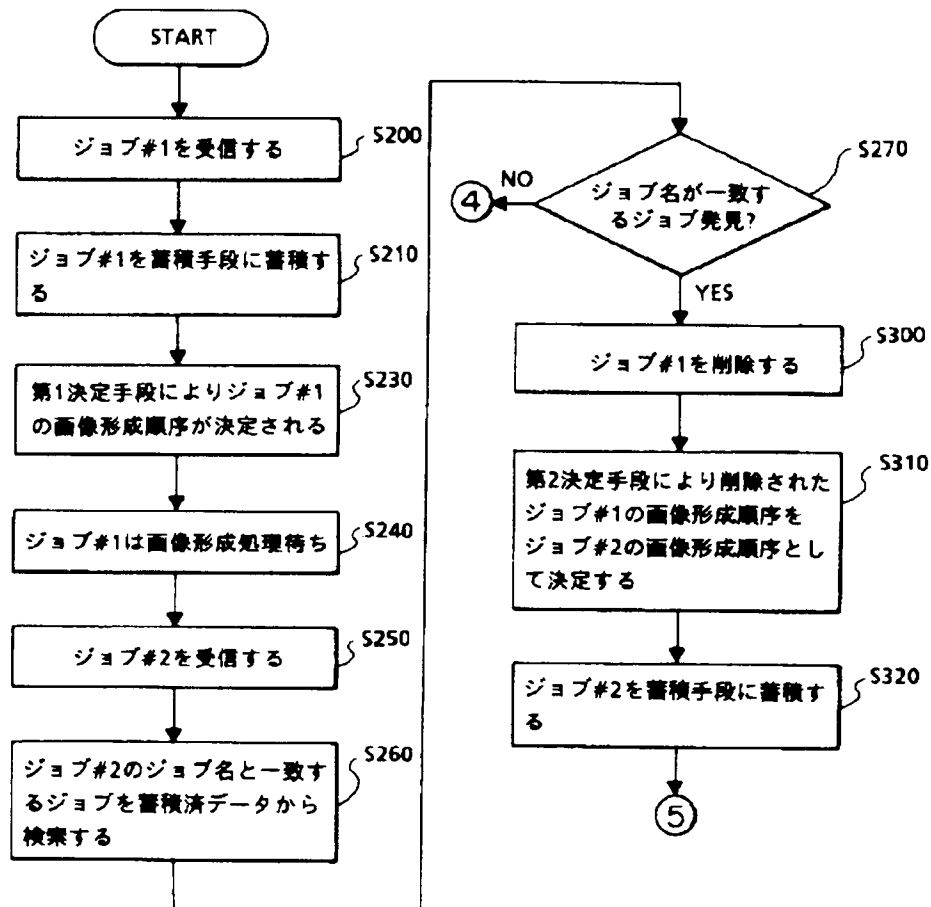 START
ジョブ#1を受信する
S200
ジョブ#1を蓄積手段に蓄積す
る
S210
第1決定手段によりジョブ#1
の画像形成順序が決定される
S230
ジョブ#1は画像形成処理待ち
S240
ジョブ#2を受信する
S250
ジョブ#2のジョブ名と一致す
るジョブを蓄積済データから
検索する
S260
ジョブ名が一致す
るジョブ発見?
S270
NO
④
YES
ジョブ#1を削除する
S300
第2決定手段により削除された
ジョブ#1の画像形成順序を
ジョブ#2の画像形成順序とし
て決定する
S310
ジョブ#2を蓄積手段に蓄積す
る
S320
⑤